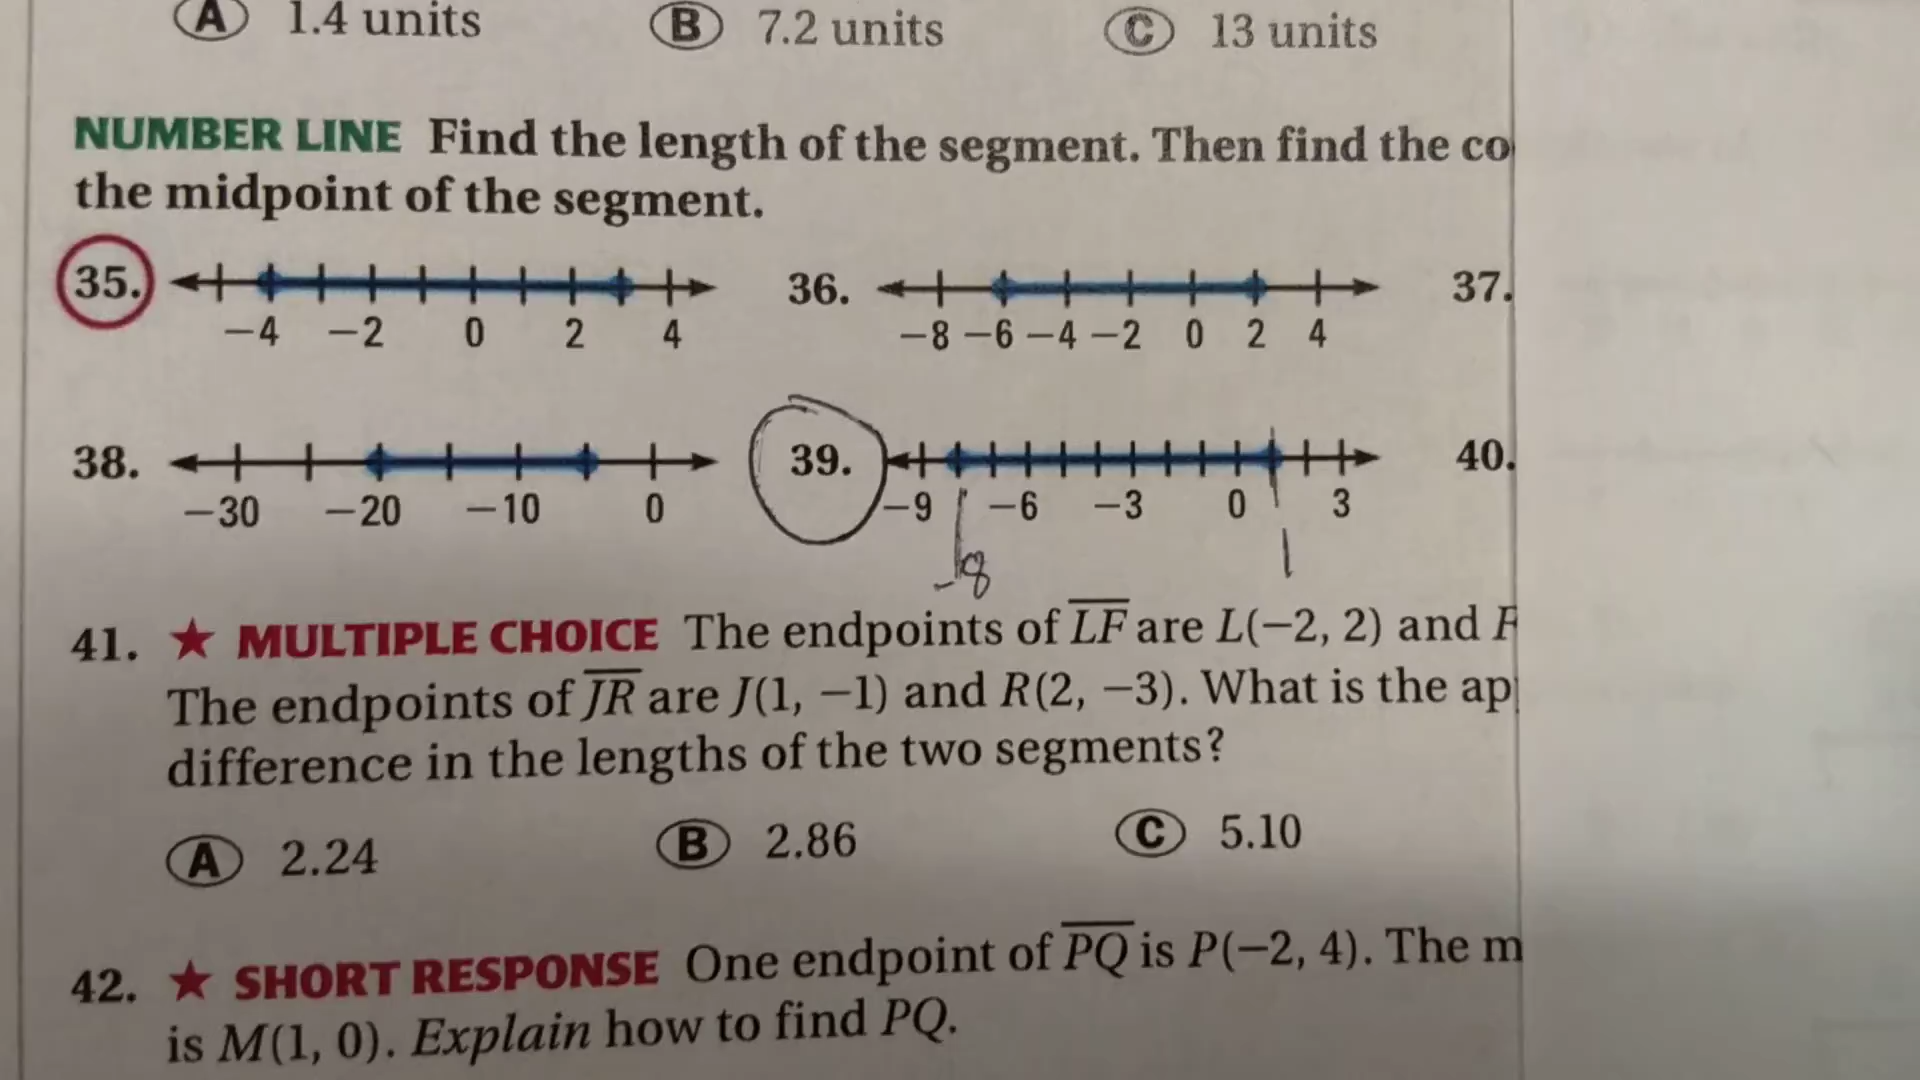 A 1.4 units B 7.2 units C 13 units
NUMBER LINE Find the length of the segment. Then find the co
the midpoint of the segment.
35. 36. 37.
−4 −2 0 2 4 −8 −6 −4 −2 0 2 4
38. 39. 40.
−30 −20 −10 0 −9 −6 −3 0 3
−8 1
41. ★ MULTIPLE CHOICE The endpoints of LF are L(−2, 2) and F
The endpoints of JR are J(1, −1) and R(2, −3). What is the ap
difference in the lengths of the two segments?
A 2.24 B 2.86 C 5.10
42. ★ SHORT RESPONSE One endpoint of PQ is P(−2, 4). The m
is M(1, 0). Explain how to find PQ.